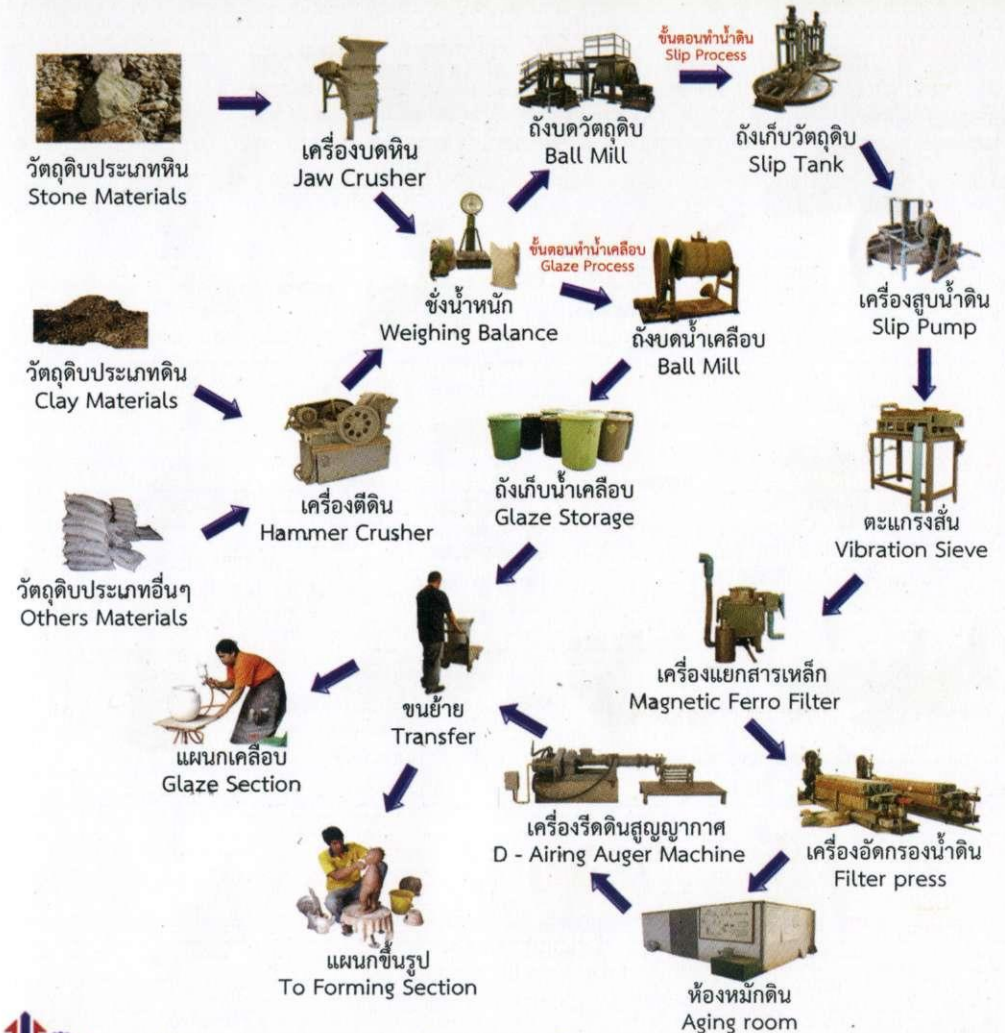 ขั้นตอนทำน้ำดิน
Slip Process
วัตถุดิบประเภทหิน
Stone Materials
เครื่องบดหิน
Jaw Crusher
ถังบดวัตถุดิบ
Ball Mill
ถังเก็บวัตถุดิบ
Slip Tank
ขั้นตอนทำน้ำเคลือบ
Glaze Process
ชั่งน้ำหนัก
Weighing Balance
ถังบดน้ำเคลือบ
Ball Mill
เครื่องสูบน้ำดิน
Slip Pump
วัตถุดิบประเภทดิน
Clay Materials
เครื่องตีดิน
Hammer Crusher
ถังเก็บน้ำเคลือบ
Glaze Storage
ตะแกรงสั่น
Vibration Sieve
วัตถุดิบประเภทอื่นๆ
Others Materials
เครื่องแยกสารเหล็ก
Magnetic Ferro Filter
ขนย้าย
Transfer
แผนกเคลือบ
Glaze Section
เครื่องรีดดินสูญญากาศ
D - Airing Auger Machine
เครื่องอัดกรองน้ำดิน
Filter press
แผนกขึ้นรูป
To Forming Section
ห้องหมักดิน
Aging room